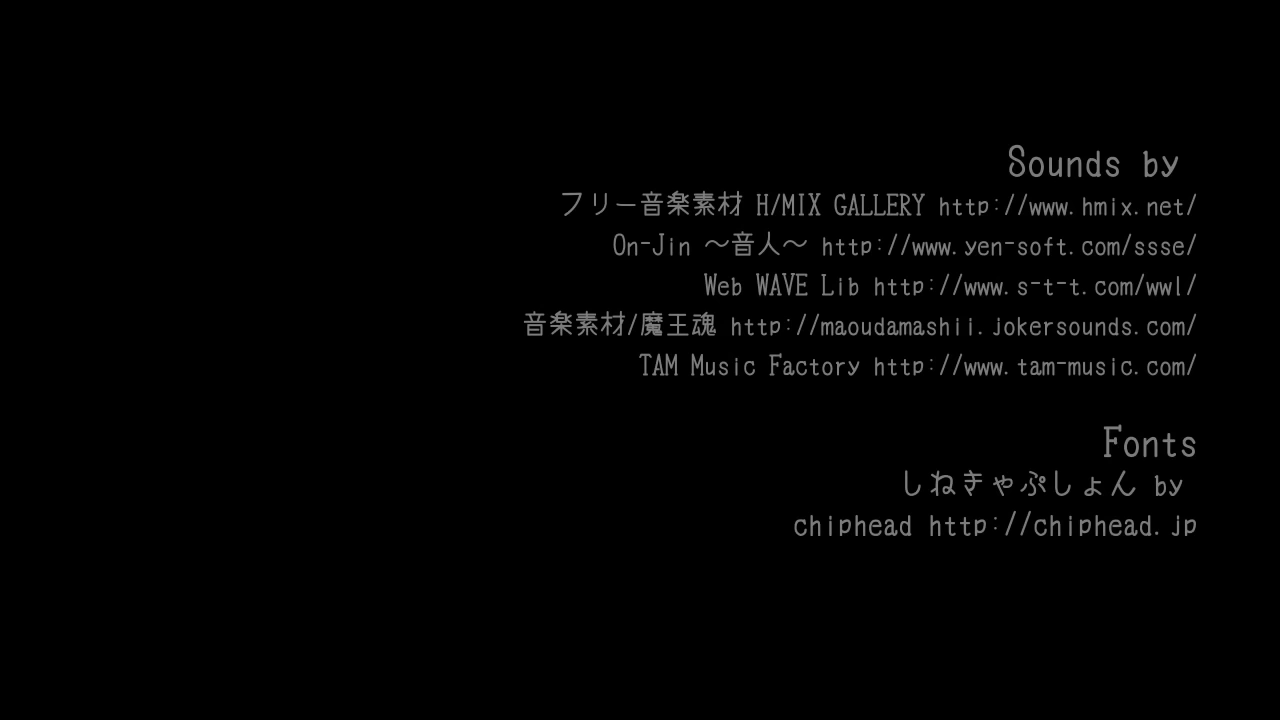 Sounds by
フリー音楽素材 H/MIX GALLERY http://www.hmix.net/
On-Jin ～音人～ http://www.yen-soft.com/ssse/
Web WAVE Lib http://www.s-t-t.com/wwl/
音楽素材/魔王魂 http://maoudamashii.jokersounds.com/
TAM Music Factory http://www.tam-music.com/
Fonts
しねきゃぷしょん by
chiphead http://chiphead.jp